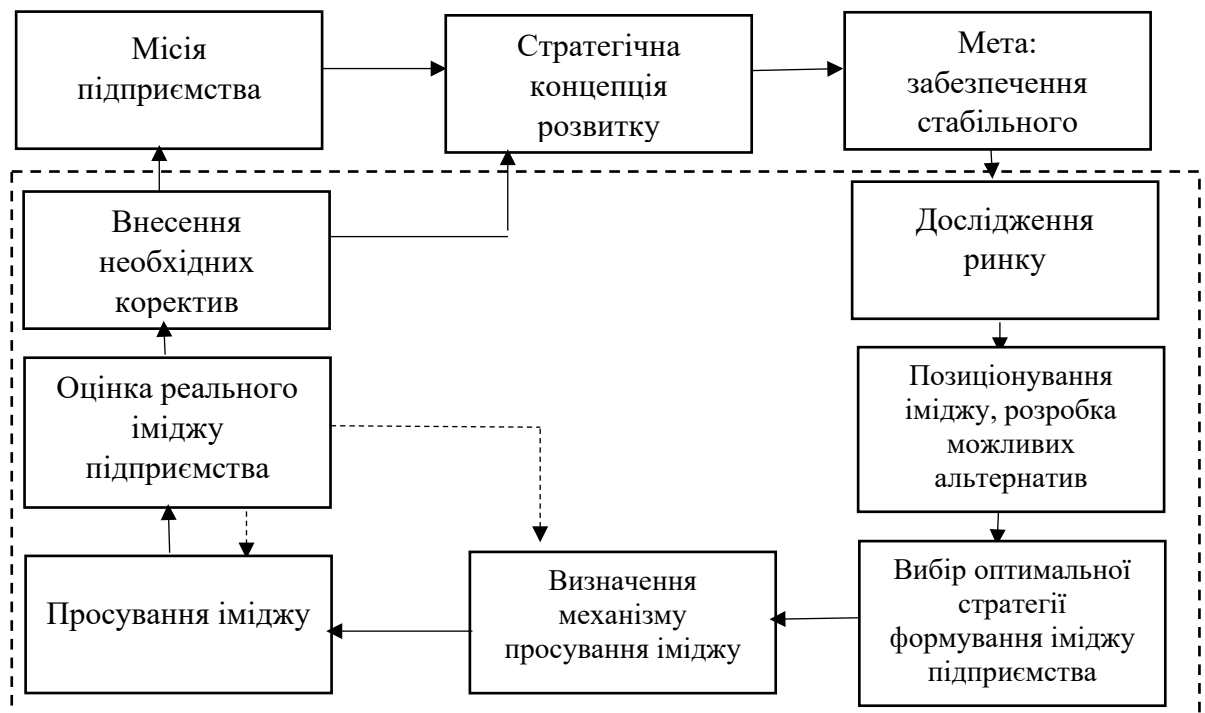 Місія
підприємства
Стратегічна
концепція
розвитку
Мета:
забезпечення
стабільного
Внесення
необхідних
коректив
Дослідження
ринку
Оцінка реального
іміджу
підприємства
Позиціонування
іміджу, розробка
можливих
альтернатив
Просування іміджу
Визначення
механізму
просування іміджу
Вибір оптимальної
стратегії
формування іміджу
підприємства